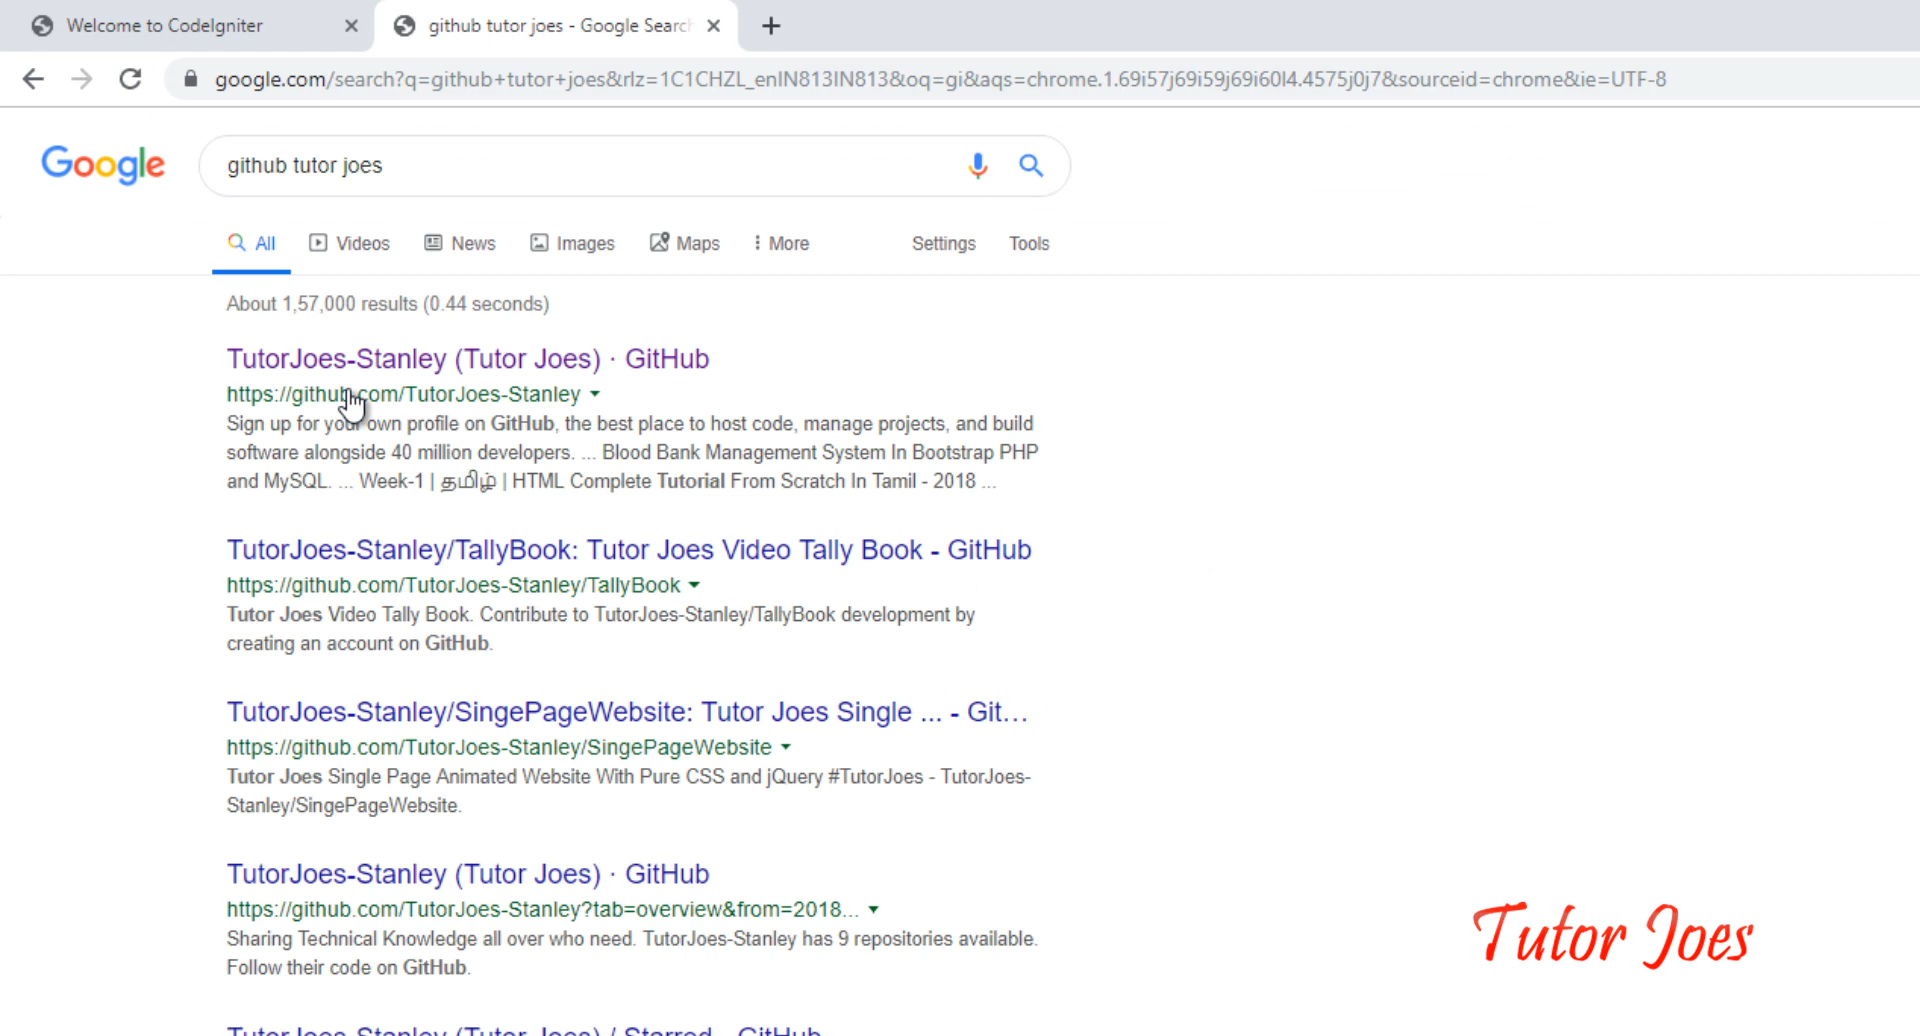 Welcome to CodeIgniter
github tutor joes - Google Search
google.com/search?q=github+tutor+joes&rlz=1C1CHZL_enIN813IN813&oq=gi&aqs=chrome.1.69i57j69i59j69i60l4.4575j0j7&sourceid=chrome&ie=UTF-8
Google
github tutor joes
All Videos News Images Maps More Settings Tools
About 1,57,000 results (0.44 seconds)
TutorJoes-Stanley (Tutor Joes) · GitHub
https://github.com/TutorJoes-Stanley
Sign up for your own profile on GitHub, the best place to host code, manage projects, and build
software alongside 40 million developers. ... Blood Bank Management System In Bootstrap PHP
and MySQL. ... Week-1 | தமிழ் | HTML Complete Tutorial From Scratch In Tamil - 2018 ...
TutorJoes-Stanley/TallyBook: Tutor Joes Video Tally Book - GitHub
https://github.com/TutorJoes-Stanley/TallyBook
Tutor Joes Video Tally Book. Contribute to TutorJoes-Stanley/TallyBook development by
creating an account on GitHub.
TutorJoes-Stanley/SingePageWebsite: Tutor Joes Single ... - Git...
https://github.com/TutorJoes-Stanley/SingePageWebsite
Tutor Joes Single Page Animated Website With Pure CSS and jQuery #TutorJoes - TutorJoes-
Stanley/SingePageWebsite.
TutorJoes-Stanley (Tutor Joes) · GitHub
https://github.com/TutorJoes-Stanley?tab=overview&from=2018...
Sharing Technical Knowledge all over who need. TutorJoes-Stanley has 9 repositories available.
Follow their code on GitHub.
Tutor Joes
TutorJoes-Stanley (Tutor Joes) / Starred - GitHub